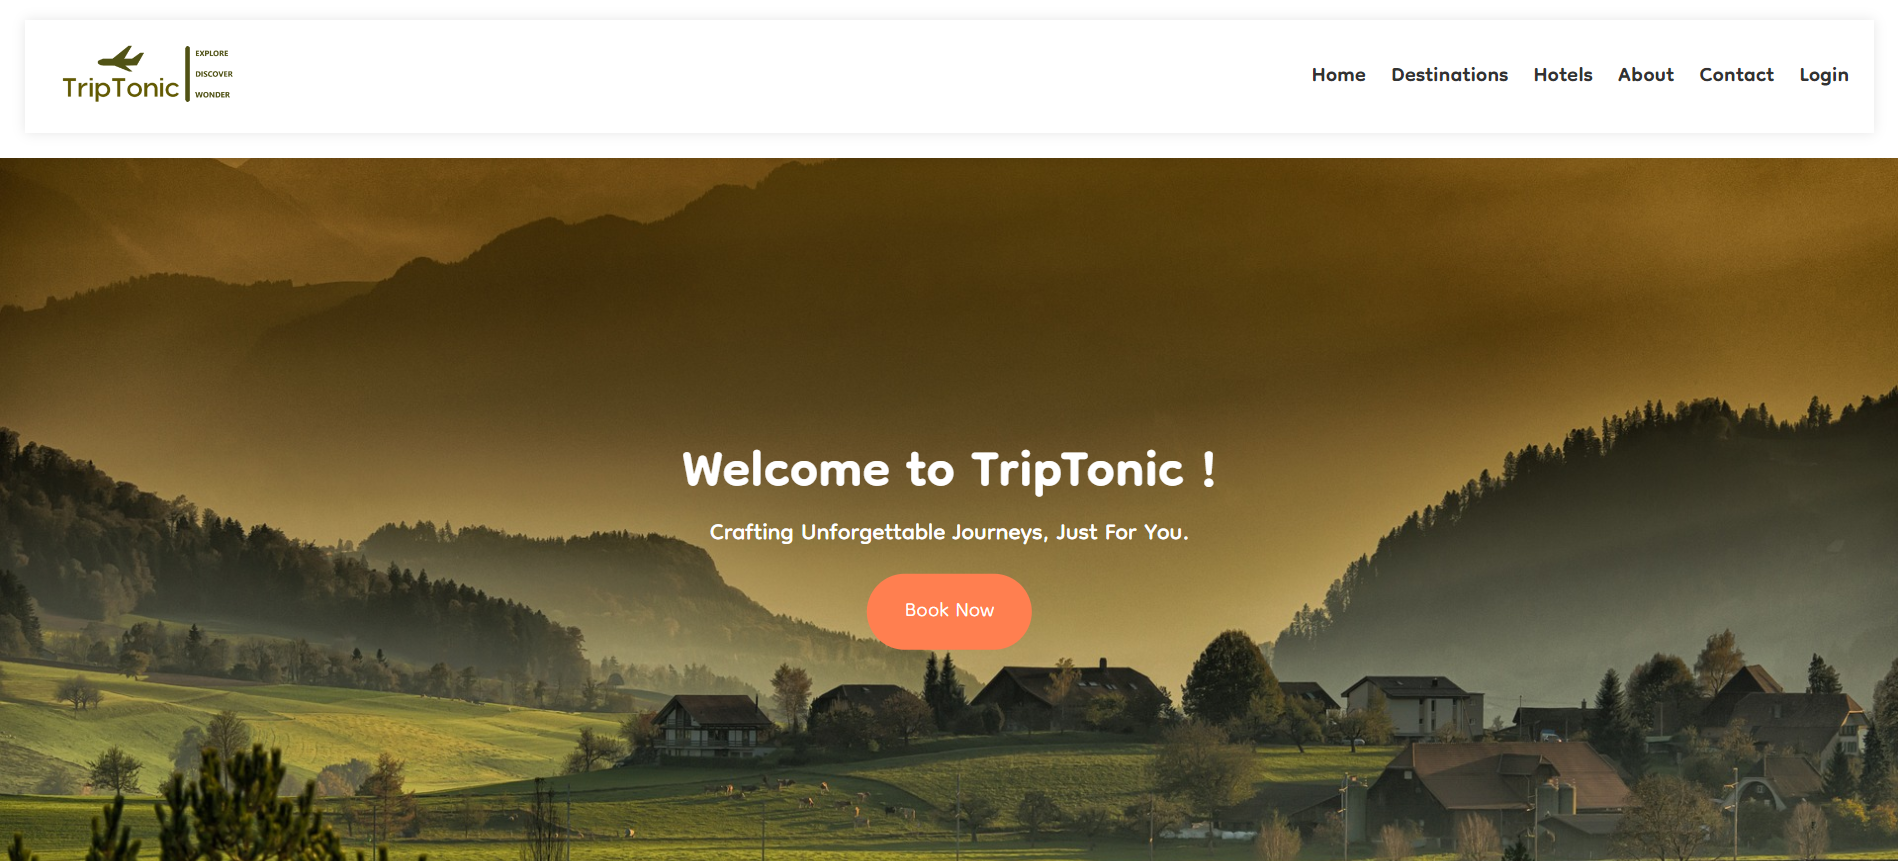 TripTonic
EXPLORE
DISCOVER
WONDER
Home Destinations Hotels About Contact Login
Welcome to TripTonic !
Crafting Unforgettable Journeys, Just For You.
Book Now